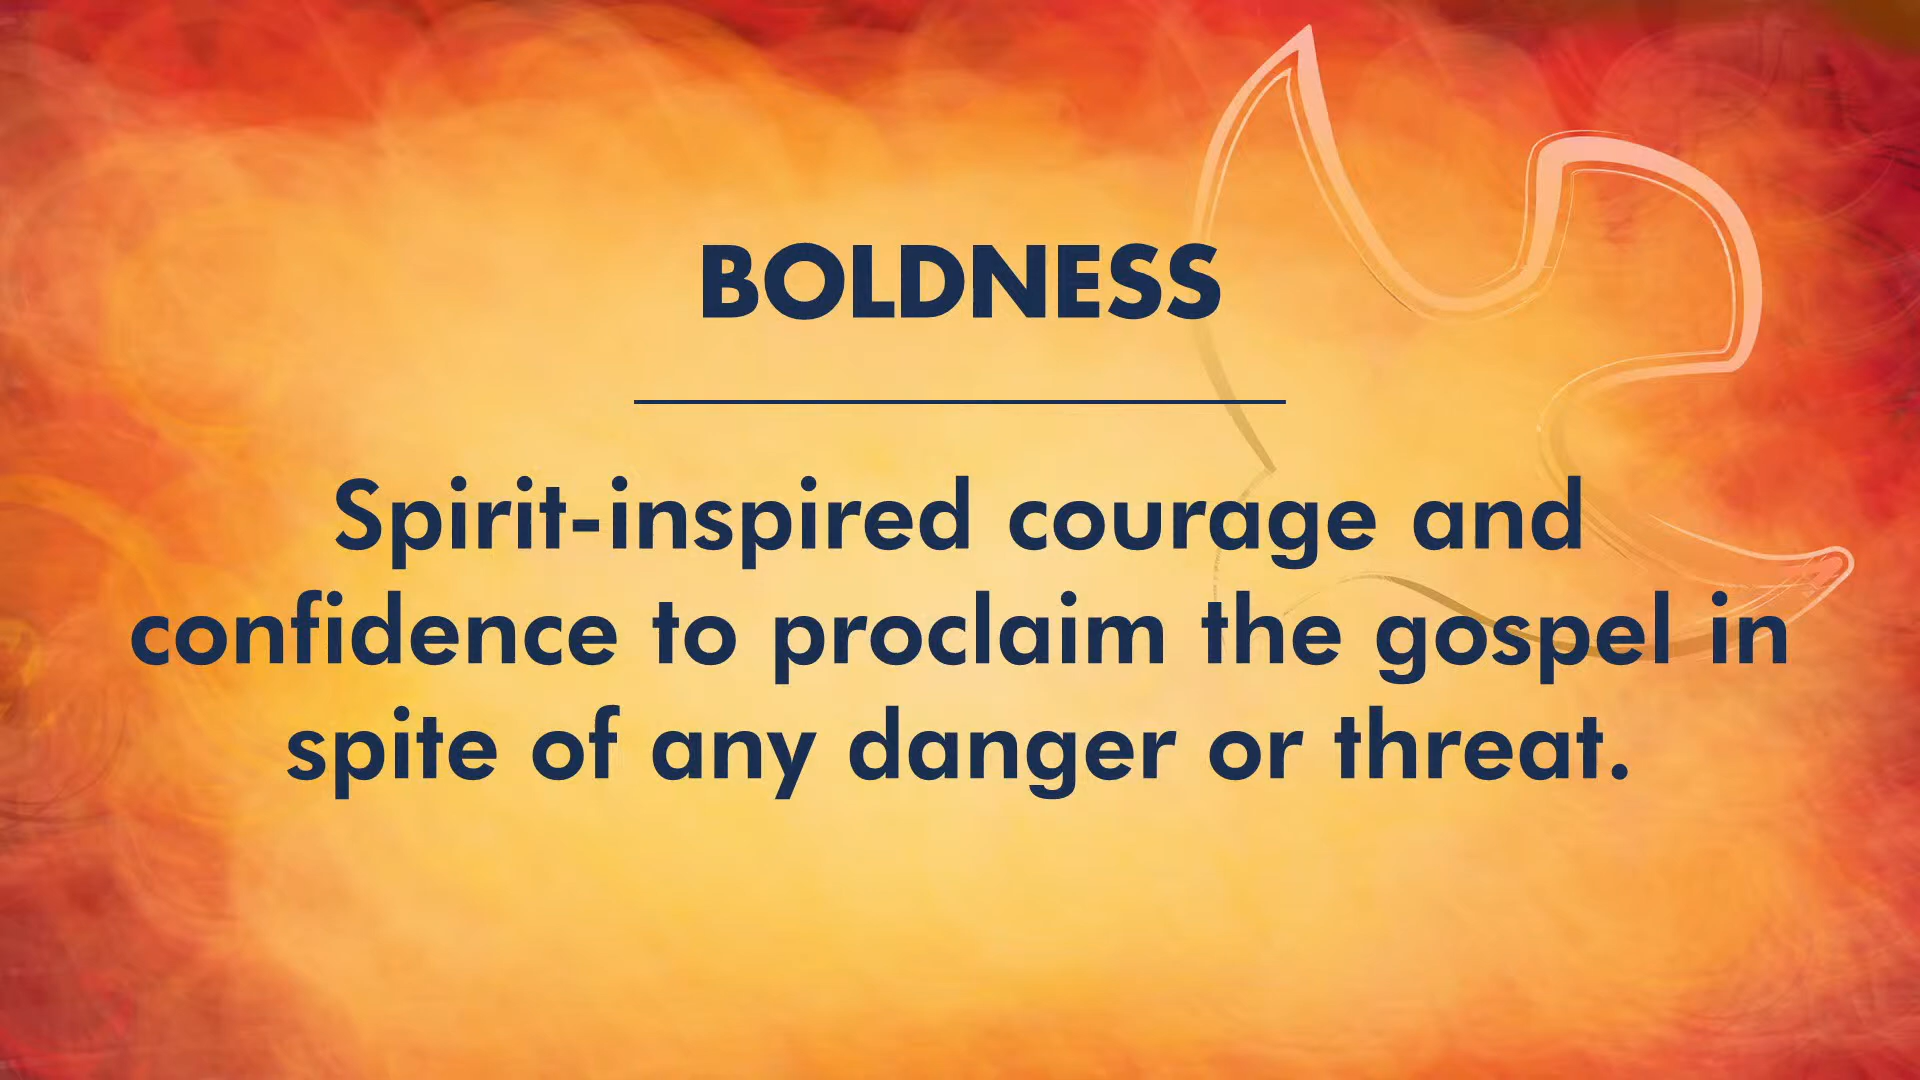 BOLDNESS
Spirit-inspired courage and
confidence to proclaim the gospel in
spite of any danger or threat.